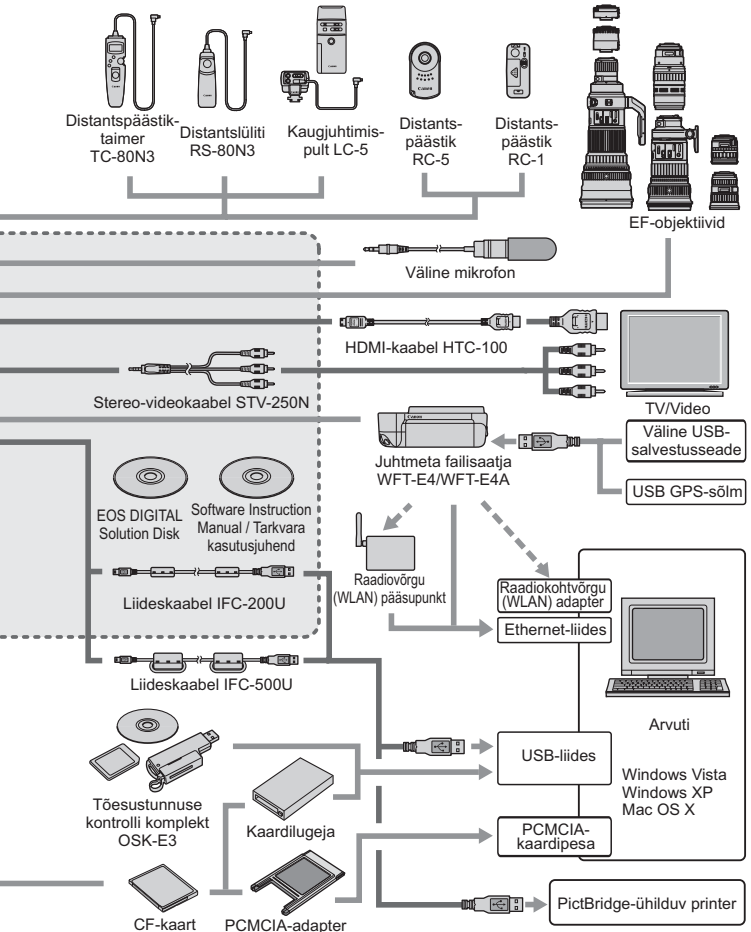 Distantspäästik-
taimer
TC-80N3
Distantslüliti
RS-80N3
Kaugjuhtimis-
pult LC-5
Distants-
päästik
RC-5
Distants-
päästik
RC-1
EF-objektiivid
Väline mikrofon
HDMI-kaabel HTC-100
Stereo-videokaabel STV-250N
TV/Video
Juhtmeta failisaatja
WFT-E4/WFT-E4A
Väline USB-
salvestusseade
USB GPS-sõlm
EOS DIGITAL
Solution Disk
Software Instruction
Manual / Tarkvara
kasutusjuhend
Raadiovõrgu
(WLAN) pääsupunkt
Raadiokohtvõrgu
(WLAN) adapter
Ethernet-liides
Liideskaabel IFC-200U
Liideskaabel IFC-500U
Arvuti
Windows Vista
Windows XP
Mac OS X
USB-liides
Tõesustunnuse
kontrolli komplekt
OSK-E3
Kaardilugeja
PCMCIA-
kaardipesa
CF-kaart
PCMCIA-adapter
PictBridge-ühilduv printer